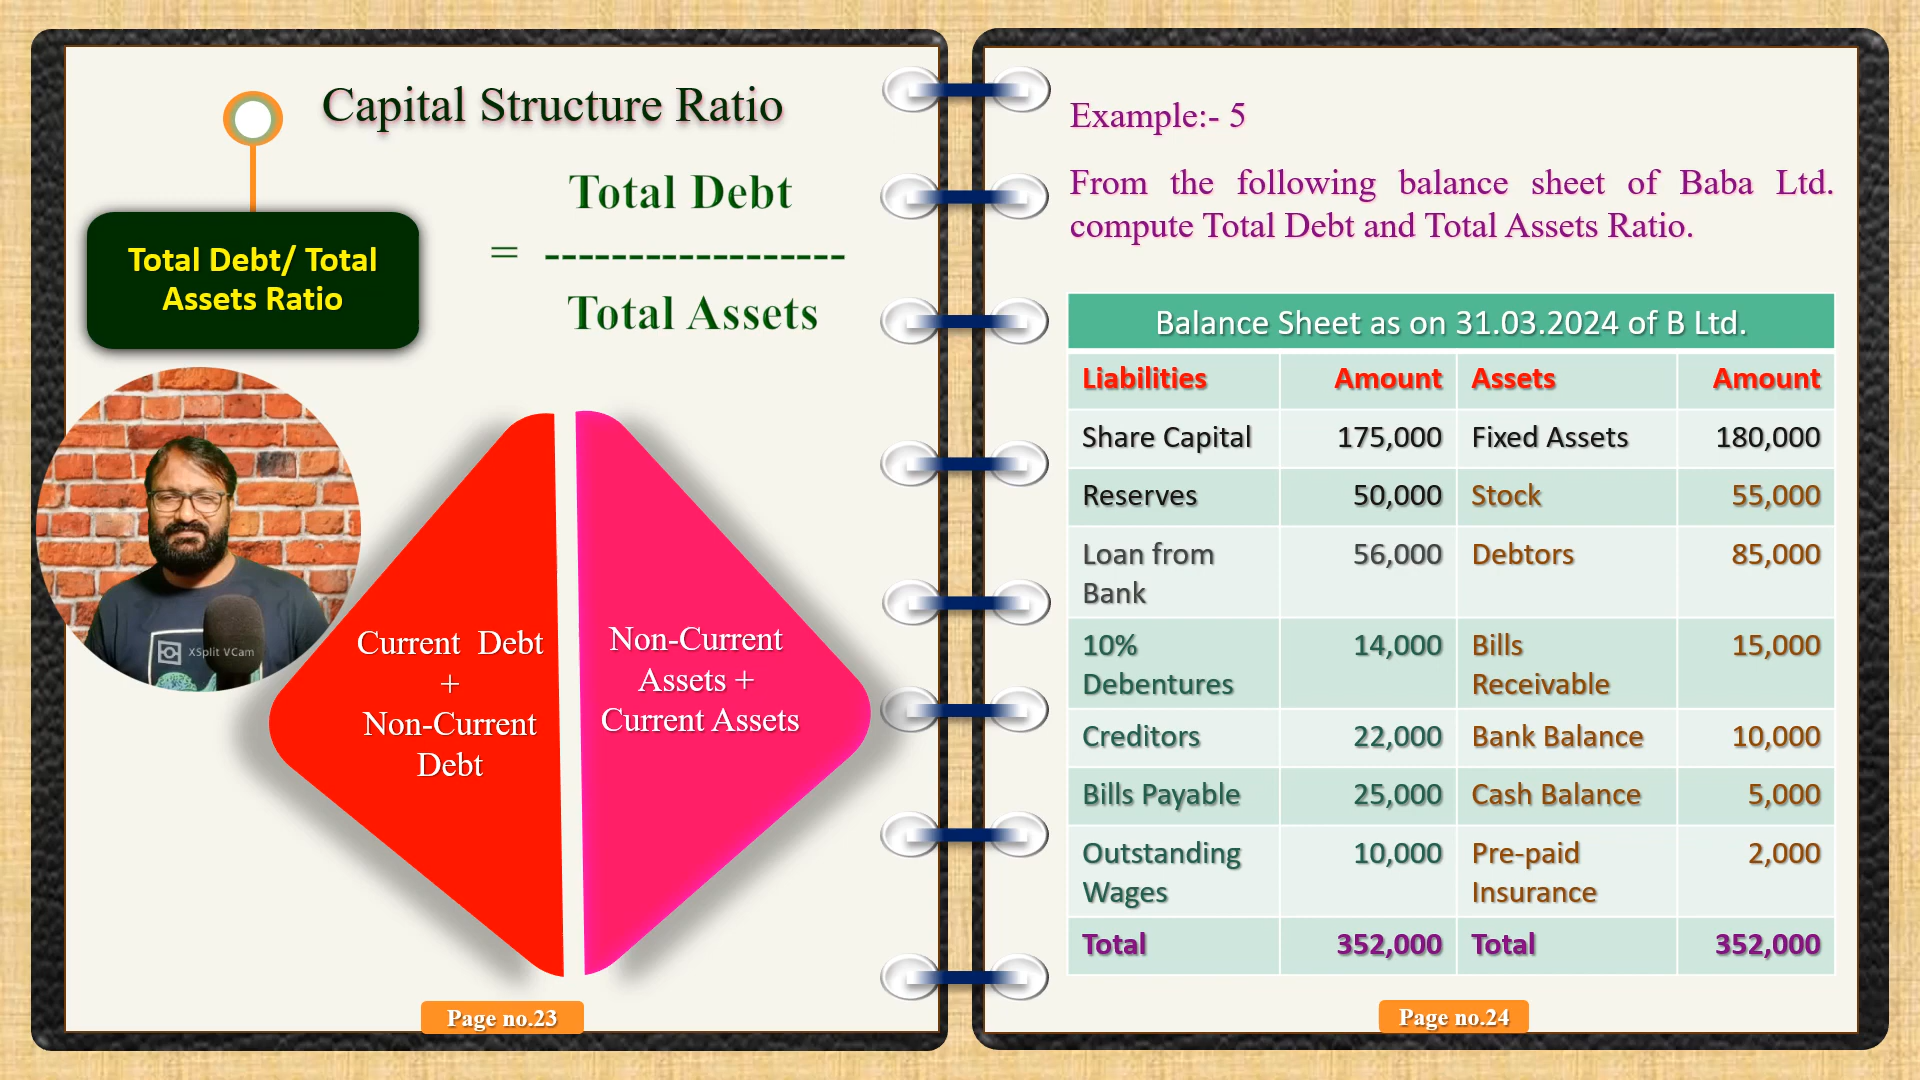 Capital Structure Ratio
Total Debt/ Total
Assets Ratio
Total Debt
= ------------------
Total Assets
XSplit VCam
Current Debt
+
Non-Current
Debt
Non-Current
Assets +
Current Assets
Page no.23
Example:- 5
From the following balance sheet of Baba Ltd.
compute Total Debt and Total Assets Ratio.
Balance Sheet as on 31.03.2024 of B Ltd.
Liabilities Amount Assets Amount
Share Capital 175,000 Fixed Assets 180,000
Reserves 50,000 Stock 55,000
Loan from 56,000 Debtors 85,000
Bank
10% 14,000 Bills 15,000
Debentures Receivable
Creditors 22,000 Bank Balance 10,000
Bills Payable 25,000 Cash Balance 5,000
Outstanding 10,000 Pre-paid 2,000
Wages Insurance
Total 352,000 Total 352,000
Page no.24